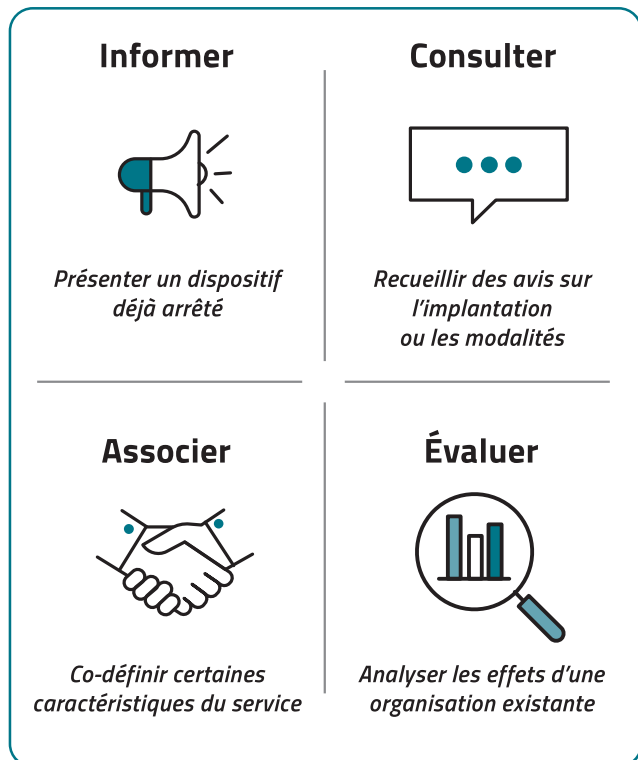 Informer
Présenter un dispositif
déjà arrêté
Consulter
Recueillir des avis sur
l'implantation
ou les modalités
Associer
Co-définir certaines
caractéristiques du service
Évaluer
Analyser les effets d'une
organisation existante